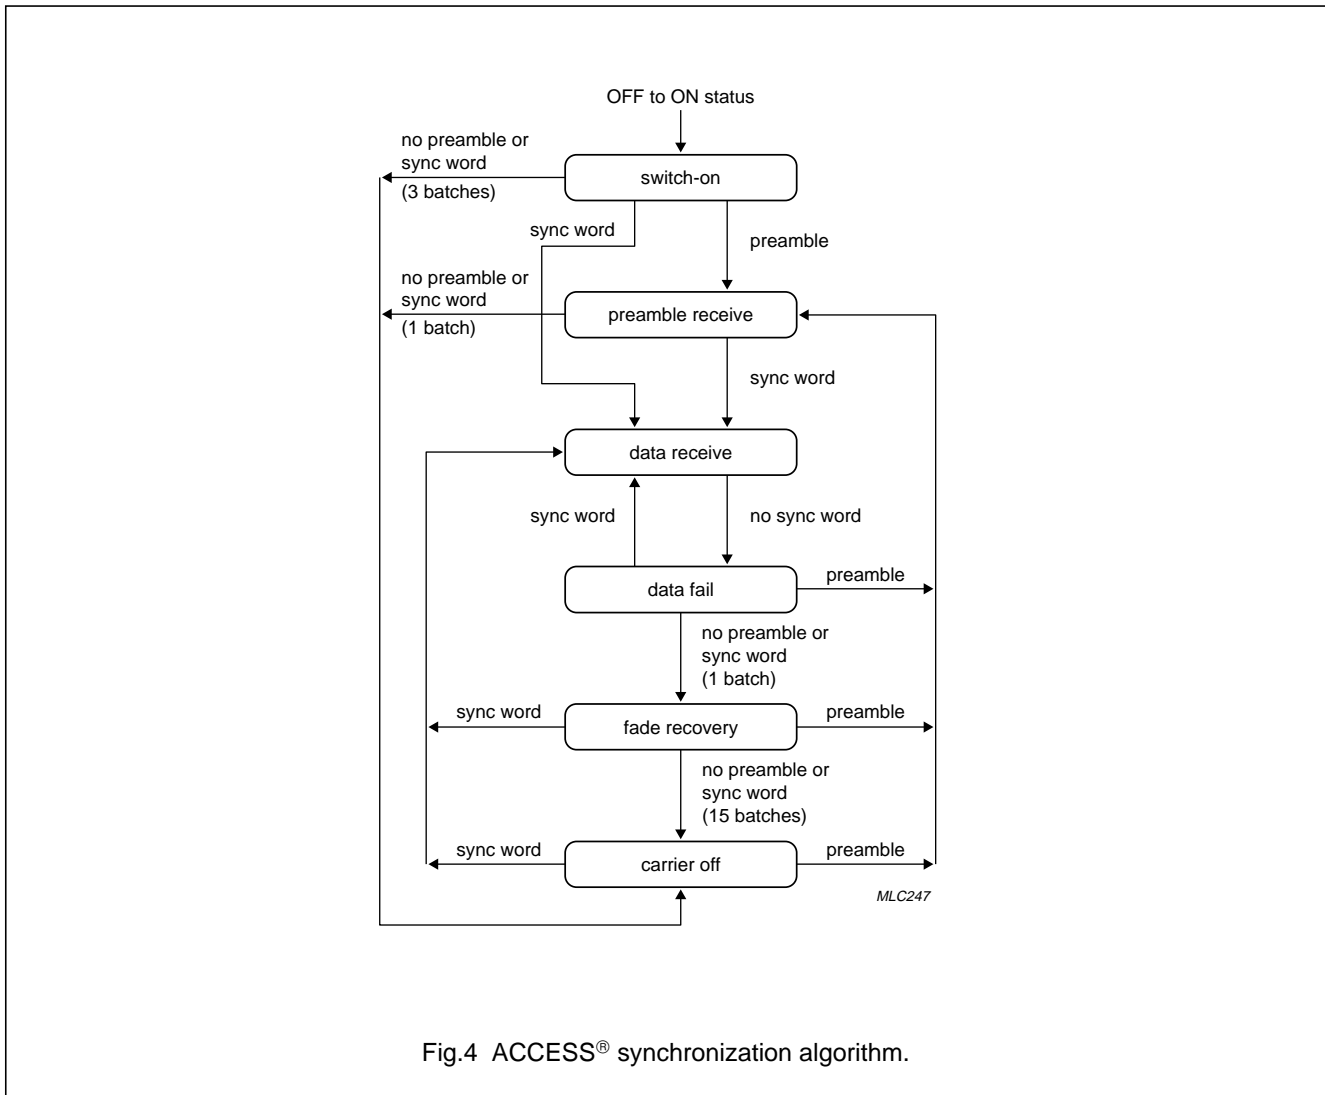 OFF to ON status
no preamble or
sync word
(3 batches)
switch-on
sync word
preamble
no preamble or
sync word
(1 batch)
preamble receive
sync word
data receive
sync word
no sync word
data fail
preamble
no preamble or
sync word
(1 batch)
sync word
fade recovery
preamble
no preamble or
sync word
(15 batches)
sync word
carrier off
preamble
MLC247
Fig.4 ACCESS® synchronization algorithm.